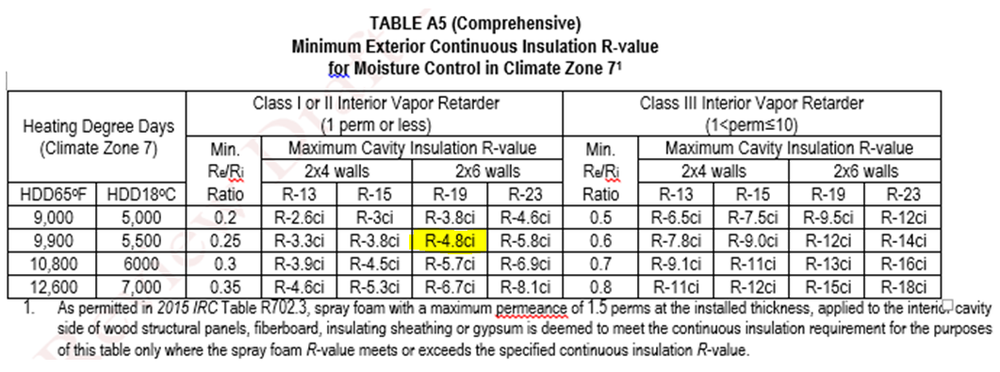 TABLE A5 (Comprehensive)
Minimum Exterior Continuous Insulation R-value
for Moisture Control in Climate Zone 7¹
Heating Degree Days
(Climate Zone 7)
Class I or II Interior Vapor Retarder
(1 perm or less)
Class III Interior Vapor Retarder
(1<perm≤10)
Min.
Re/Ri
Ratio
Maximum Cavity Insulation R-value
Min.
Re/Ri
Ratio
Maximum Cavity Insulation R-value
2x4 walls 2x6 walls 2x4 walls 2x6 walls
HDD65ºF HDD18ºC R-13 R-15 R-19 R-23 R-13 R-15 R-19 R-23
9,000 5,000 0.2 R-2.6ci R-3ci R-3.8ci R-4.6ci 0.5 R-6.5ci R-7.5ci R-9.5ci R-12ci
9,900 5,500 0.25 R-3.3ci R-3.8ci R-4.8ci R-5.8ci 0.6 R-7.8ci R-9.0ci R-12ci R-14ci
10,800 6000 0.3 R-3.9ci R-4.5ci R-5.7ci R-6.9ci 0.7 R-9.1ci R-11ci R-13ci R-16ci
12,600 7,000 0.35 R-4.6ci R-5.3ci R-6.7ci R-8.1ci 0.8 R-11ci R-12ci R-15ci R-18ci
1. As permitted in 2015 IRC Table R702.3, spray foam with a maximum permeance of 1.5 perms at the installed thickness, applied to the interior cavity
side of wood structural panels, fiberboard, insulating sheathing or gypsum is deemed to meet the continuous insulation requirement for the purposes
of this table only where the spray foam R-value meets or exceeds the specified continuous insulation R-value.